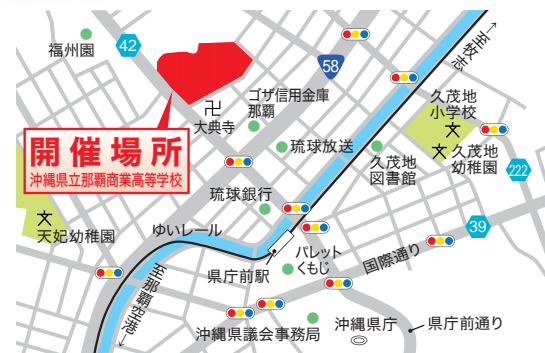 福州園
42
58
→至牧志
ゴザ信用金庫
那覇
卍
大典寺
久茂地
小学校
文
開催場所
沖縄県立那覇商業高等学校
琉球放送
久茂地
図書館
文
久茂地
幼稚園
222
琉球銀行
文
天妃幼稚園
ゆいレール
39
国際通り
パレット
くもじ
県庁前駅
至那覇空港→
沖縄県議会事務局
沖縄県庁
県庁前通り